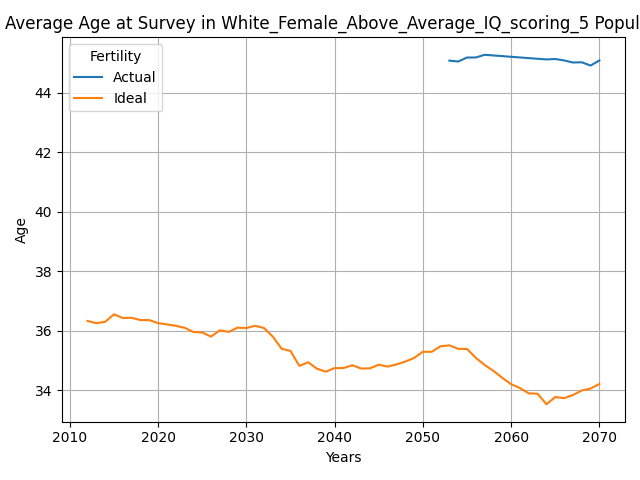 Average Age at Survey in White_Female_Above_Average_IQ_scoring_5 Popul
Fertility
Actual
Ideal
44
42
40
38
36
34
Age
2010 2020 2030 2040 2050 2060 2070
Years